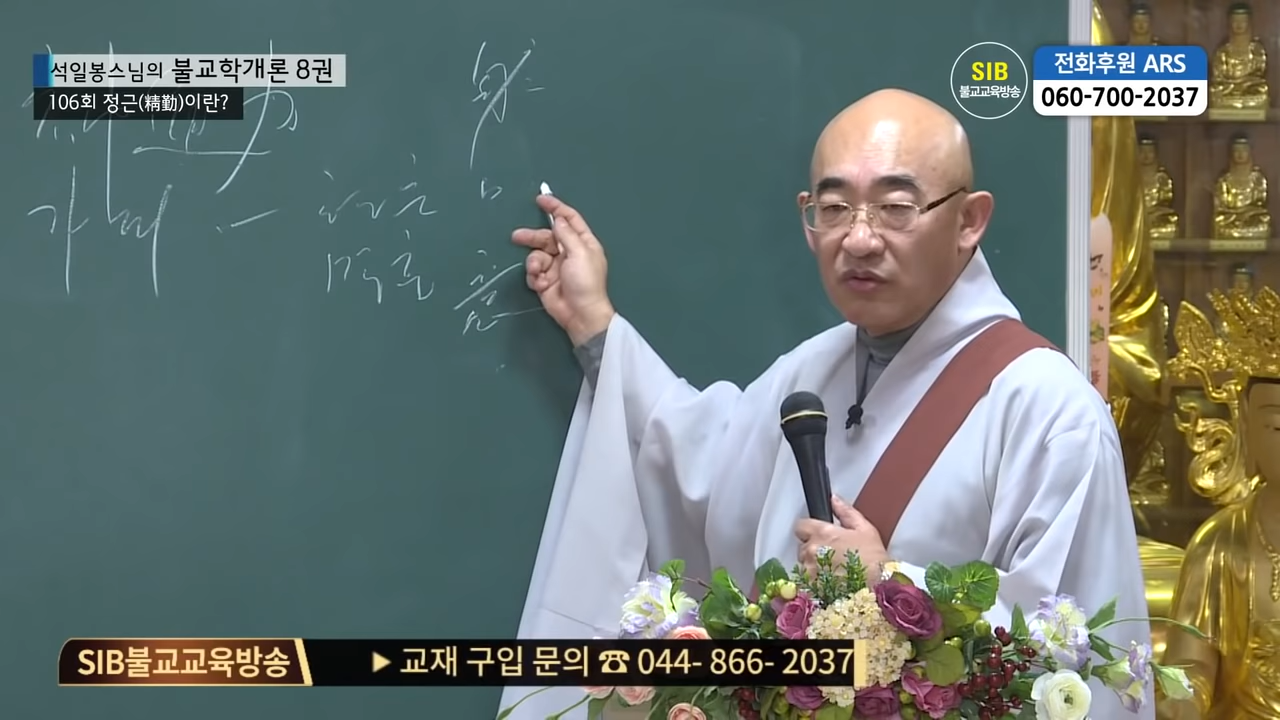 석일봉스님의 불교학개론 8권
106회 정근(精勤)이란?
SIB
불교교육방송
전화후원 ARS
060-700-2037
가피
SIB불교교육방송
▶ 교재 구입 문의 ☎ 044- 866- 2037